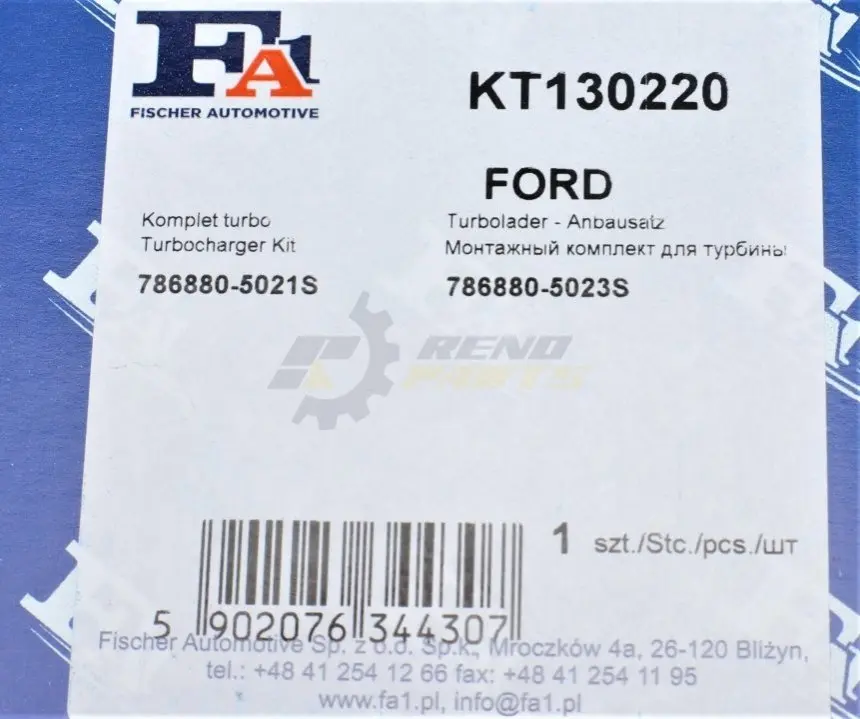 FA1
FISCHER AUTOMOTIVE
KT130220
FORD
Komplet turbo
Turbocharger Kit
786880-5021S
Turbolader - Anbausatz
Монтажный комплект для турбины
786880-5023S
RENO
PARTS
1 szt./Stc./pcs./шт
5 902076 344307
Fischer Automotive Sp. z o.o. Sp.k., Mroczków 4a, 26-120 Bliżyn,
tel.: +48 41 254 12 66 fax: +48 41 254 11 95
www.fa1.pl, info@fa1.pl